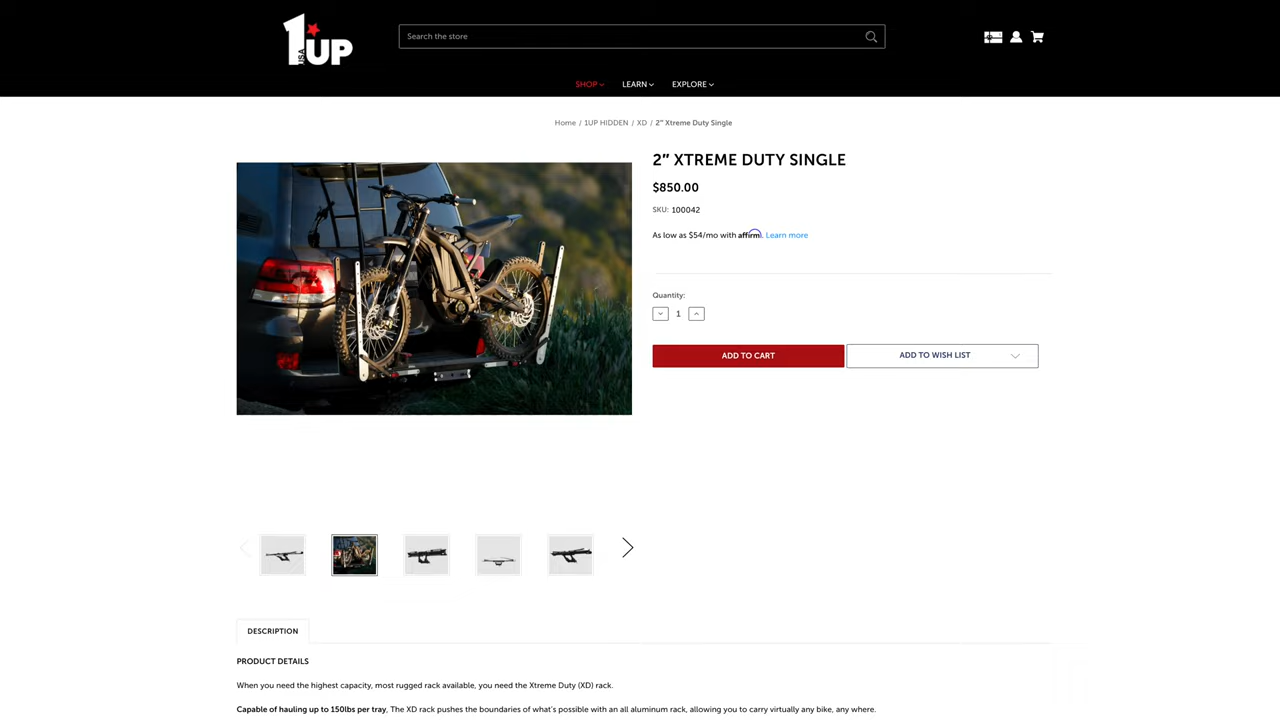 1UP
USA
Search the store
SHOP LEARN EXPLORE
Home / 1UP HIDDEN / XD / 2" Xtreme Duty Single
2" XTREME DUTY SINGLE
$850.00
SKU: 100042
As low as $54/mo with affirm. Learn more
Quantity:
1
ADD TO CART ADD TO WISH LIST
DESCRIPTION
PRODUCT DETAILS
When you need the highest capacity, most rugged rack available, you need the Xtreme Duty (XD) rack.
Capable of hauling up to 150lbs per tray, The XD rack pushes the boundaries of what's possible with an all aluminum rack, allowing you to carry virtually any bike, any where.